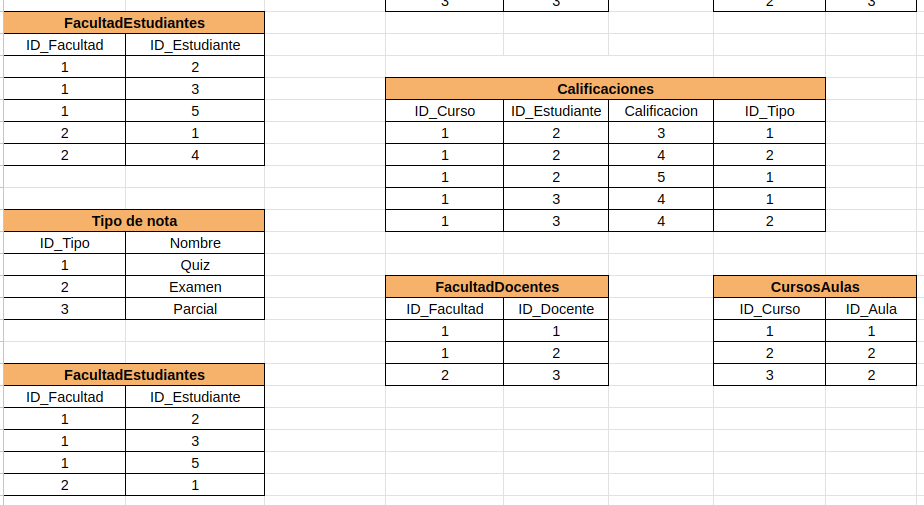 3 3 2 3
FacultadEstudiantes
ID_Facultad ID_Estudiante
1 2
1 3
1 5
2 1
2 4
Calificaciones
ID_Curso ID_Estudiante Calificacion ID_Tipo
1 2 3 1
1 2 4 2
1 2 5 1
1 3 4 1
1 3 4 2
Tipo de nota
ID_Tipo Nombre
1 Quiz
2 Examen
3 Parcial
FacultadDocentes
ID_Facultad ID_Docente
1 1
1 2
2 3
CursosAulas
ID_Curso ID_Aula
1 1
2 2
3 2
FacultadEstudiantes
ID_Facultad ID_Estudiante
1 2
1 3
1 5
2 1